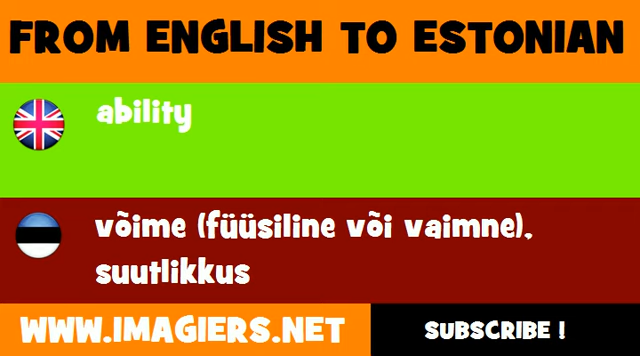 FROM ENGLISH TO ESTONIAN
ability
võime (füüsiline või vaimne),
suutlikkus
WWW.IMAGIERS.NET
SUBSCRIBE !